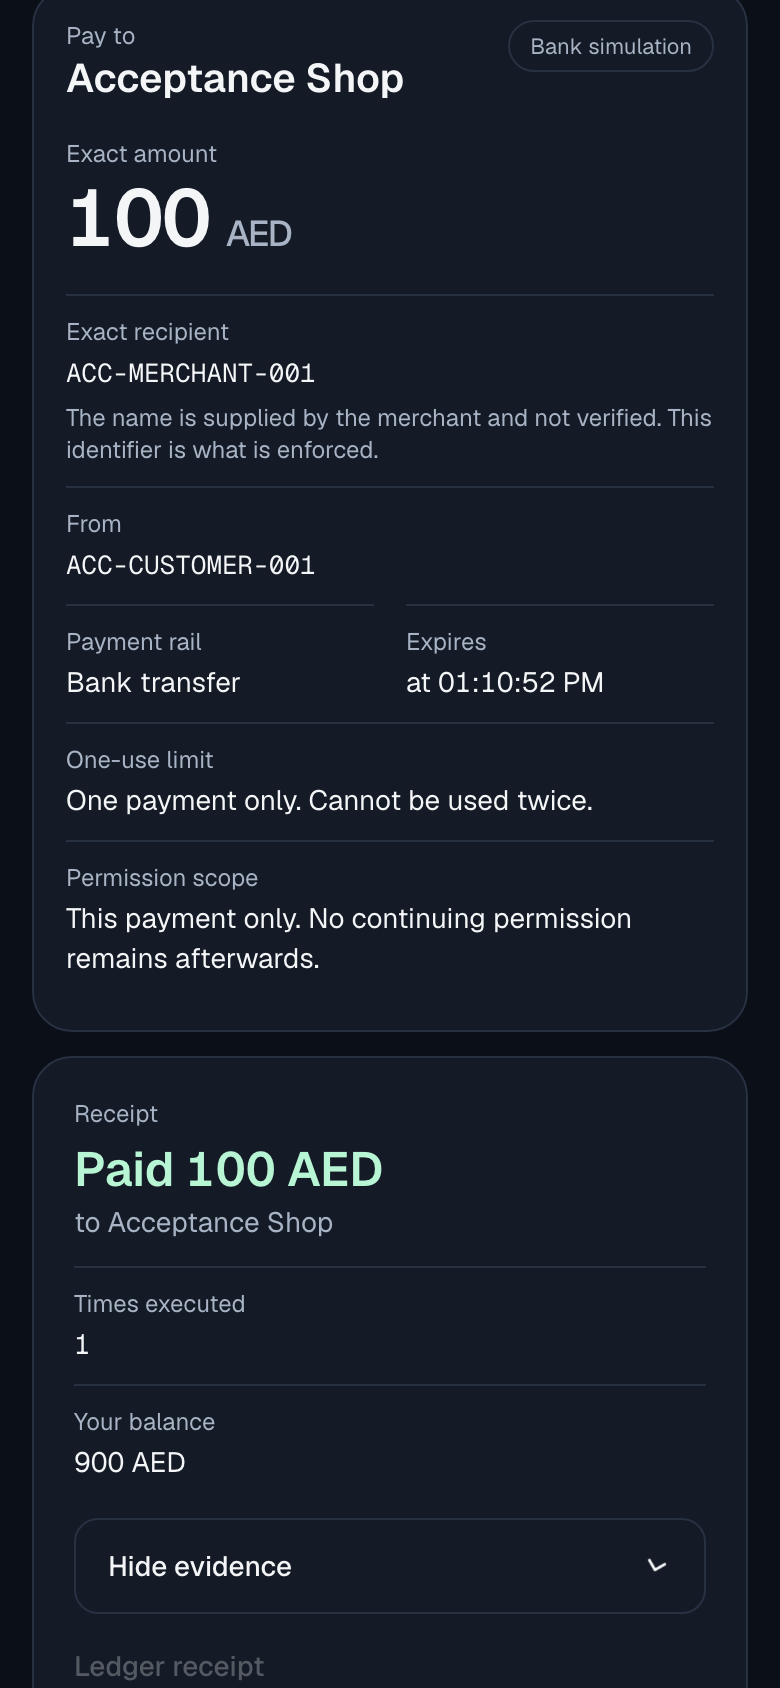 Pay to
Bank simulation
Acceptance Shop
Exact amount
100 AED
Exact recipient
ACC-MERCHANT-001
The name is supplied by the merchant and not verified. This
identifier is what is enforced.
From
ACC-CUSTOMER-001
Payment rail
Bank transfer
Expires
at 01:10:52 PM
One-use limit
One payment only. Cannot be used twice.
Permission scope
This payment only. No continuing permission
remains afterwards.
Receipt
Paid 100 AED
to Acceptance Shop
Times executed
1
Your balance
900 AED
Hide evidence
Ledger receipt